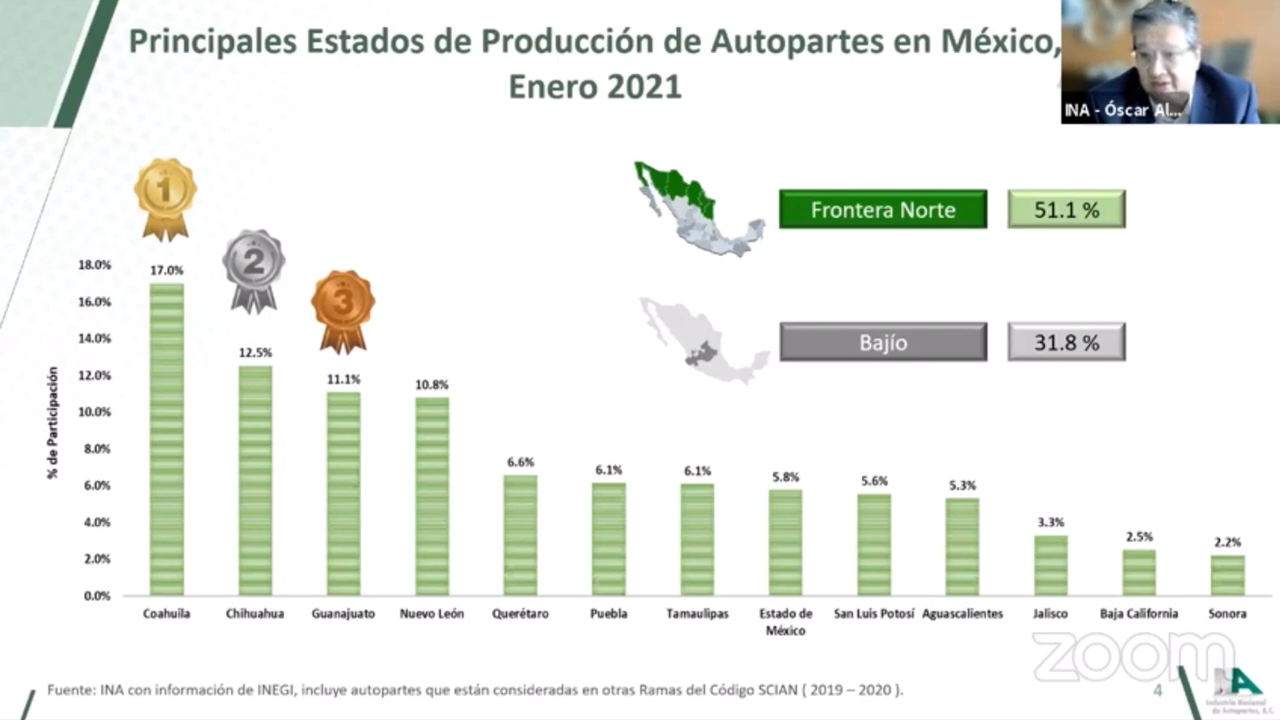 Principales Estados de Producción de Autopartes en México,
Enero 2021
INA - Óscar Al...
1
2
3
Frontera Norte
51.1 %
Bajío
31.8 %
% de Participación
18.0%
16.0%
14.0%
12.0%
10.0%
8.0%
6.0%
4.0%
2.0%
0.0%
17.0%
12.5%
11.1%
10.8%
6.6%
6.1%
6.1%
5.8%
5.6%
5.3%
3.3%
2.5%
2.2%
Coahuila
Chihuahua
Guanajuato
Nuevo León
Querétaro
Puebla
Tamaulipas
Estado de
México
San Luis Potosí
Aguascalientes
Jalisco
Baja California
Sonora
zoom
Fuente: INA con información de INEGI, incluye autopartes que están consideradas en otras Ramas del Código SCIAN ( 2019 – 2020 ).
4
Industria Nacional
de Autopartes, A.C.